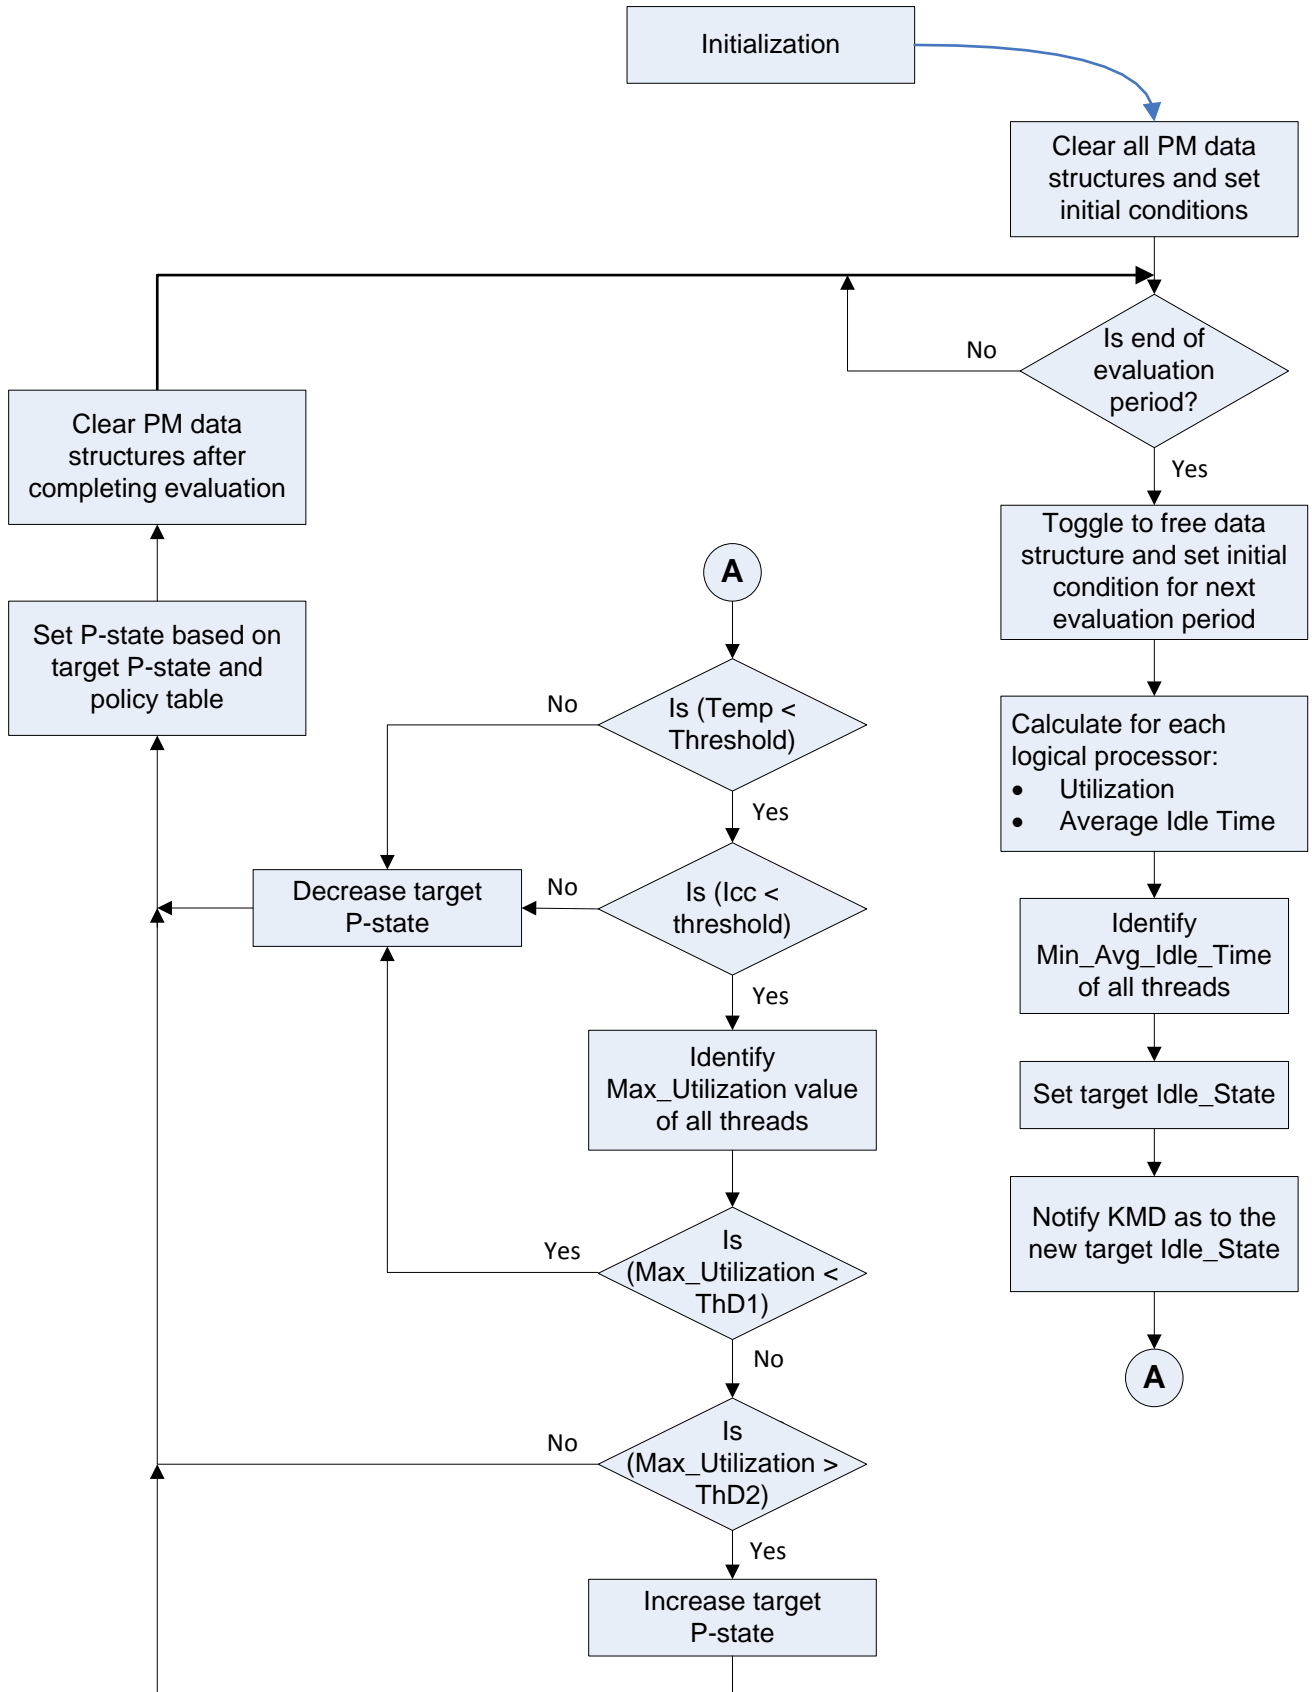 Initialization
Clear all PM data
structures and set
initial conditions
Is end of
evaluation
period?
No
Yes
Toggle to free data
structure and set initial
condition for next
evaluation period
Calculate for each
logical processor:
• Utilization
• Average Idle Time
Identify
Min_Avg_Idle_Time
of all threads
Set target Idle_State
Notify KMD as to the
new target Idle_State
A
A
Is (Temp <
Threshold)
No
Yes
Is (Icc <
threshold)
No
Yes
Decrease target
P-state
Identify
Max_Utilization value
of all threads
Is
(Max_Utilization <
ThD1)
Yes
No
Is
(Max_Utilization >
ThD2)
No
Yes
Increase target
P-state
Set P-state based on
target P-state and
policy table
Clear PM data
structures after
completing evaluation